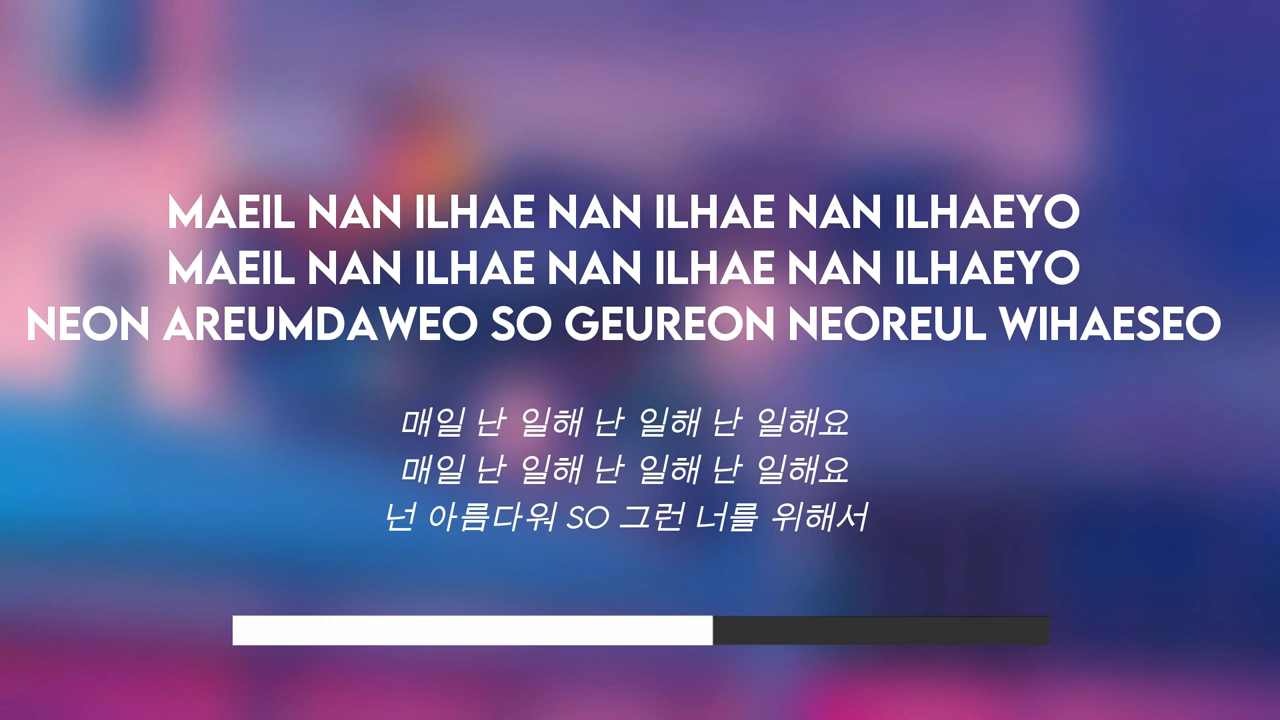 MAEIL NAN ILHAE NAN ILHAE NAN ILHAEYO
MAEIL NAN ILHAE NAN ILHAE NAN ILHAEYO
NEON AREUMDAWEO SO GEUREON NEOREUL WIHAESEO
매일 난 일해 난 일해 난 일해요
매일 난 일해 난 일해 난 일해요
넌 아름다워 SO 그런 너를 위해서